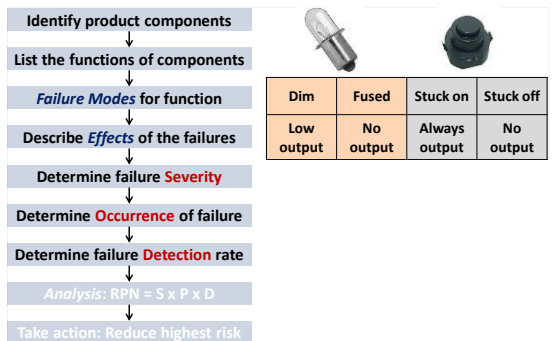 Identify product components
List the functions of components
Failure Modes for function
Describe Effects of the failures
Determine failure Severity
Determine Occurrence of failure
Determine failure Detection rate
Analysis: RPN = S x P x D
Take action: Reduce highest risk
Dim Fused Stuck on Stuck off
Low No Always No
output output output output